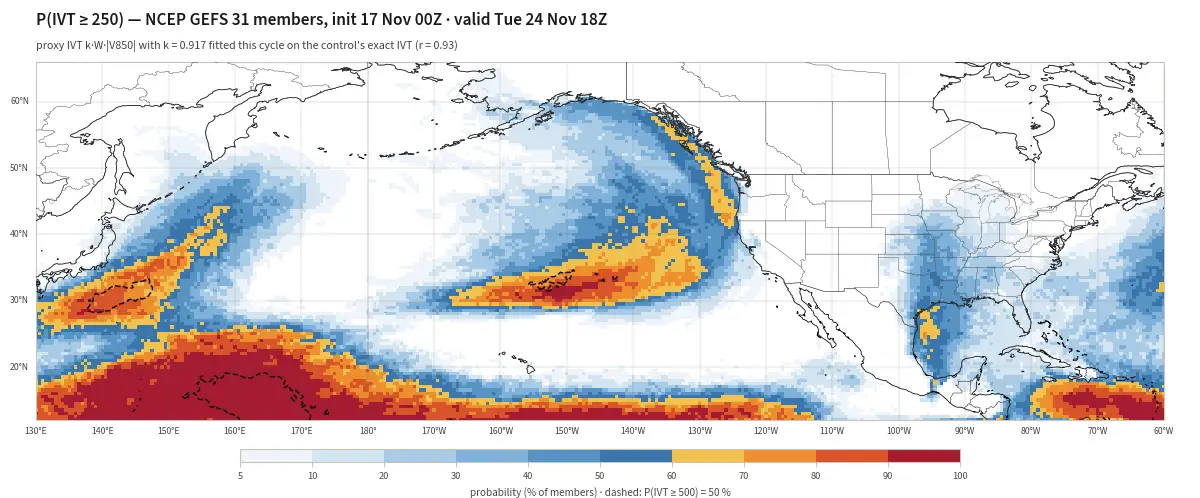 P(IVT ≥ 250) — NCEP GEFS 31 members, init 17 Nov 00Z · valid Tue 24 Nov 18Z
proxy IVT k·W·|V850| with k = 0.917 fitted this cycle on the control's exact IVT (r = 0.93)
60°N
50°N
40°N
30°N
20°N
130°E 140°E 150°E 160°E 170°E 180° 170°W 160°W 150°W 140°W 130°W 120°W 110°W 100°W 90°W 80°W 70°W 60°W
5 10 20 30 40 50 60 70 80 90 100
probability (% of members) · dashed: P(IVT ≥ 500) = 50 %